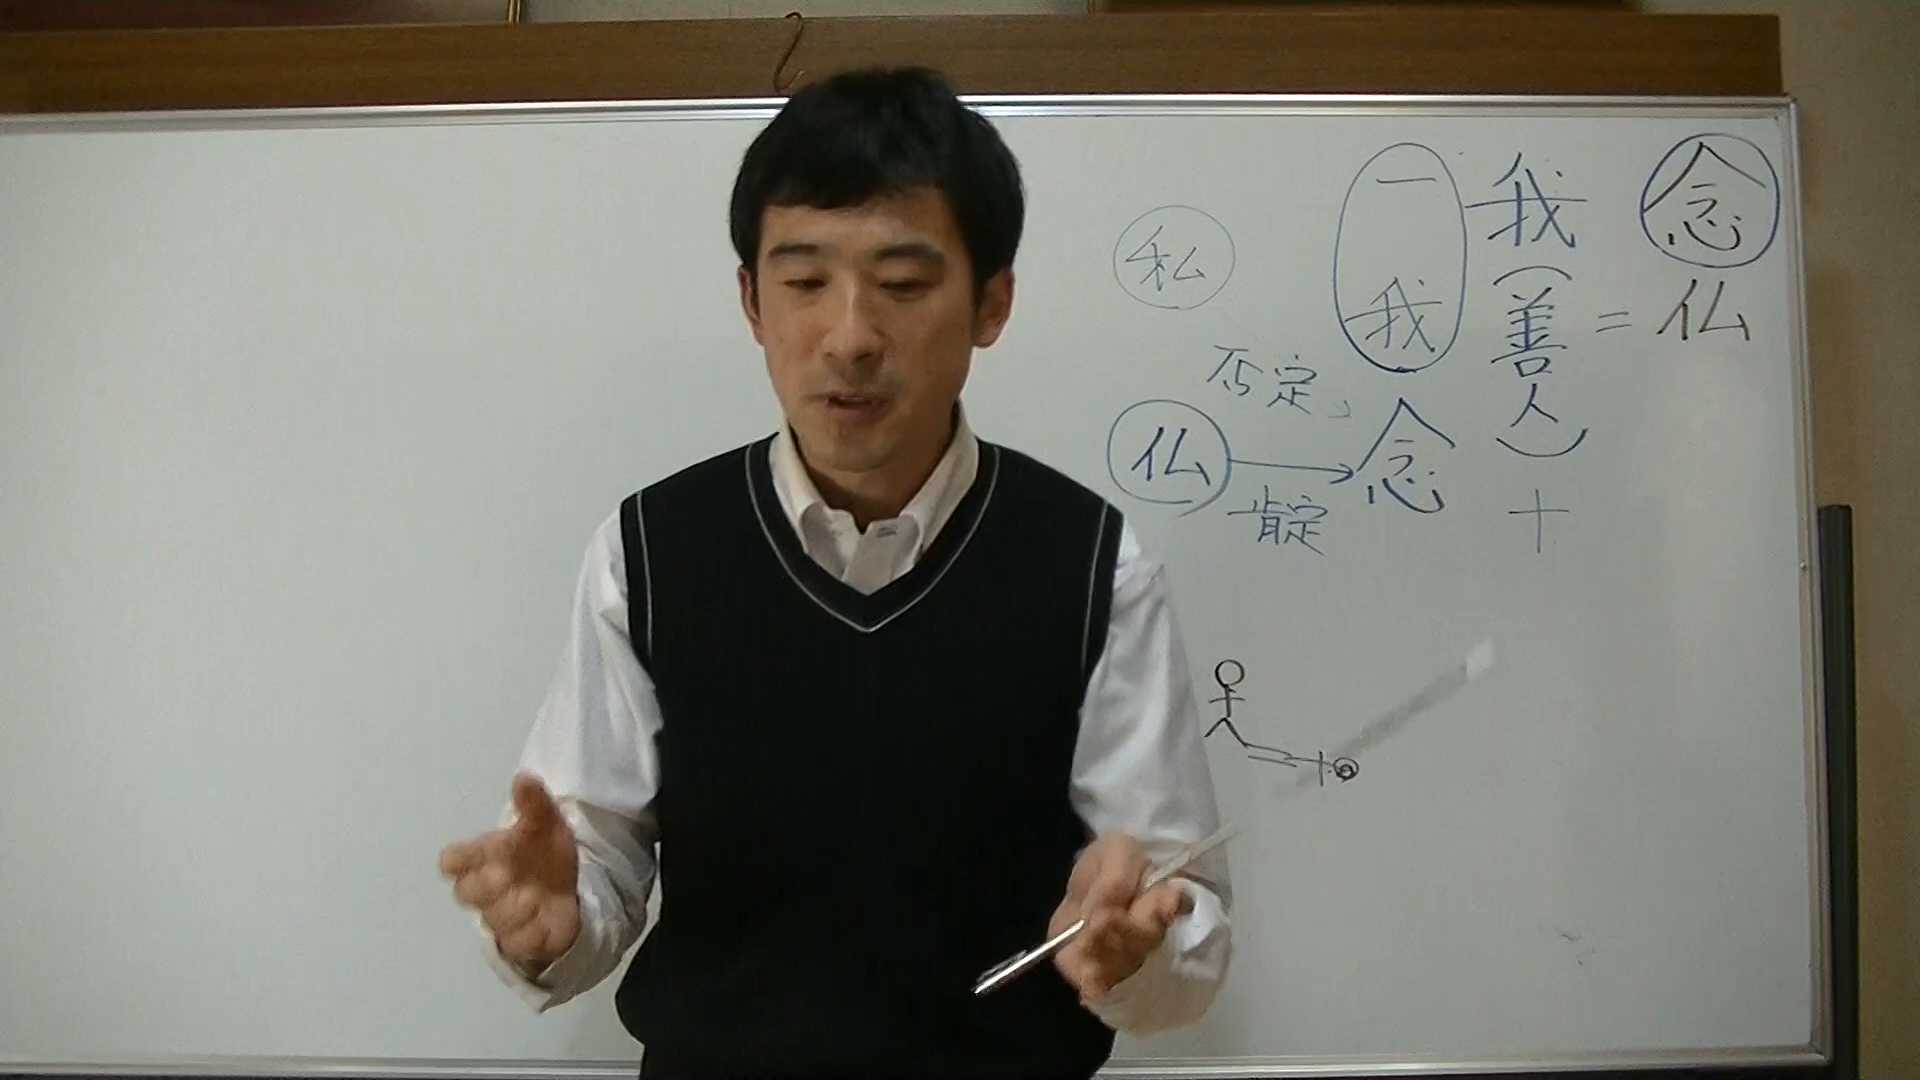 念仏
=
我(善人)+
一我
念
私
否定
仏→
肯定